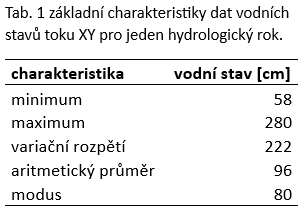 Tab. 1 základní charakteristiky dat vodních
stavů toku XY pro jeden hydrologický rok.
charakteristika vodní stav [cm]
minimum 58
maximum 280
variační rozpětí 222
aritmetický průměr 96
modus 80